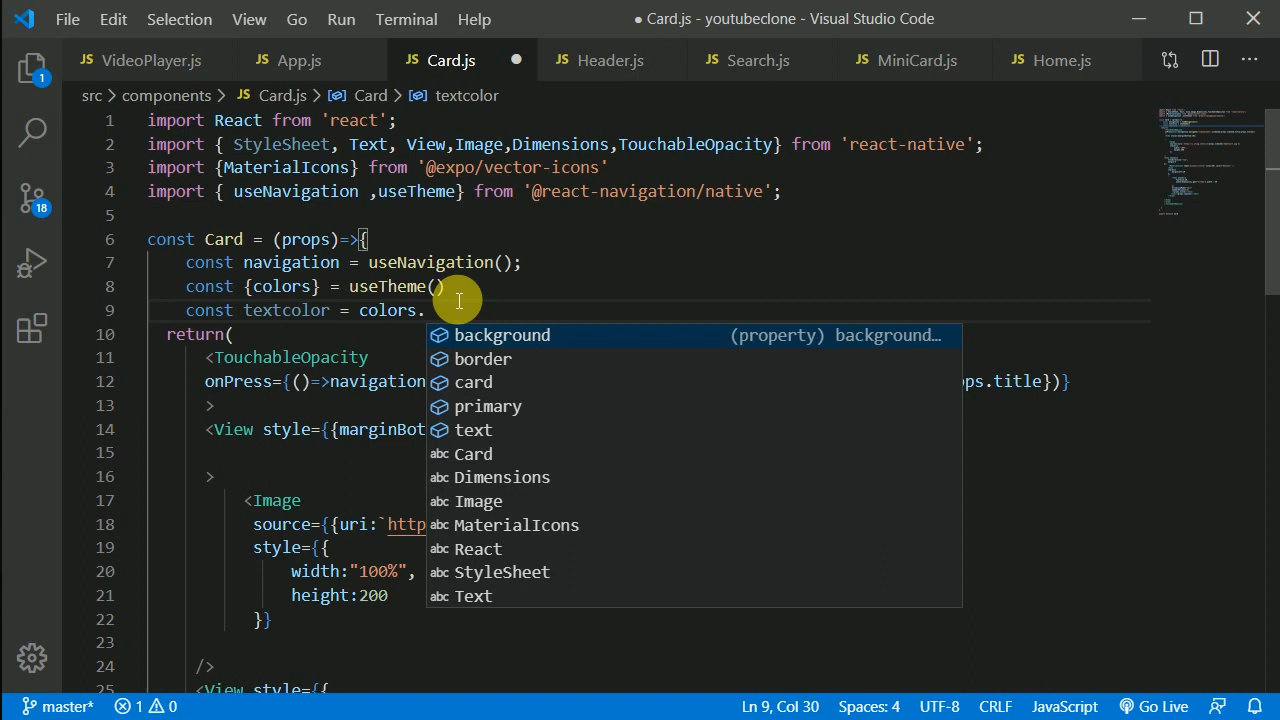 File Edit Selection View Go Run Terminal Help
● Card.js - youtubeclone - Visual Studio Code
JS VideoPlayer.js JS App.js JS Card.js JS Header.js JS Search.js JS MiniCard.js JS Home.js
src > components > JS Card.js > Card > textcolor
1 import React from 'react';
2 import { StyleSheet, Text, View,Image,Dimensions,TouchableOpacity} from 'react-native';
3 import {MaterialIcons} from '@expo/vector-icons'
4 import { useNavigation ,useTheme} from '@react-navigation/native';
5
6 const Card = (props)=>{
7 const navigation = useNavigation();
8 const {colors} = useTheme()
9 const textcolor = colors.
10 return(
background (property) background…
11 <TouchableOpacity
border
12 onPress={()=>navigation ps.title})}
card
13 >
primary
14 <View style={{marginBot
text
15
Card
16 >
Dimensions
17 <Image
Image
18 source={{uri:`http
MaterialIcons
19 style={{
React
20 width:"100%",
StyleSheet
21 height:200
Text
22 }}
23
24 />
25 <View style={{
1
18
master* 1 0 Ln 9, Col 30 Spaces: 4 UTF-8 CRLF JavaScript Go Live